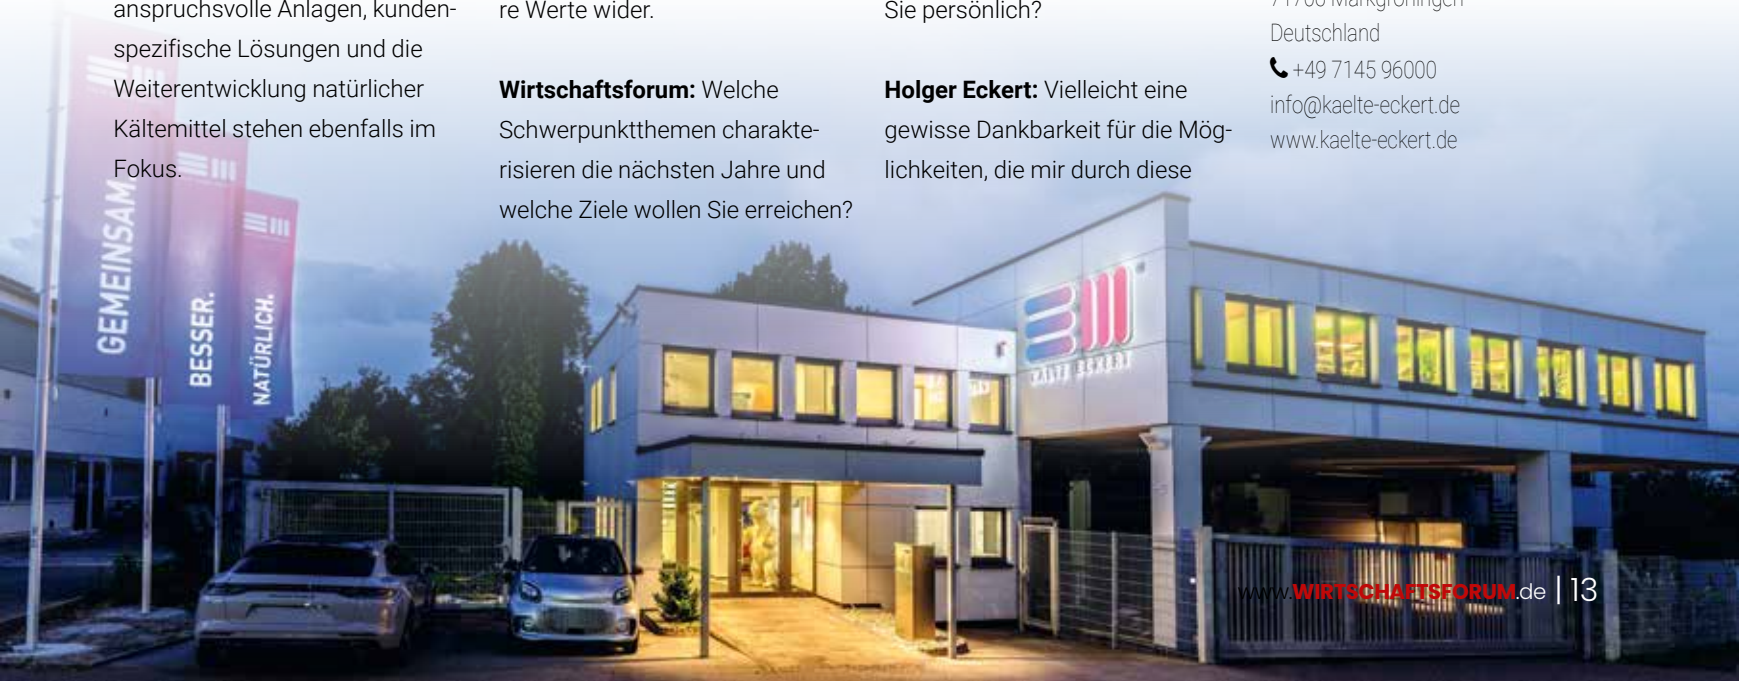 anspruchsvolle Anlagen, kunden-
spezifische Lösungen und die
Weiterentwicklung natürlicher
Kältemittel stehen ebenfalls im
Fokus.
re Werte wider.
Wirtschaftsforum: Welche
Schwerpunktthemen charakte-
risieren die nächsten Jahre und
welche Ziele wollen Sie erreichen?
Sie persönlich?
Holger Eckert: Vielleicht eine
gewisse Dankbarkeit für die Mög-
lichkeiten, die mir durch diese
71706 Markgröningen
Deutschland
+49 7145 96000
info@kaelte-eckert.de
www.kaelte-eckert.de
GEMEINSAM.
BESSER.
NATÜRLICH.
KÄLTE ECKERT
www.WIRTSCHAFTSFORUM.de | 13